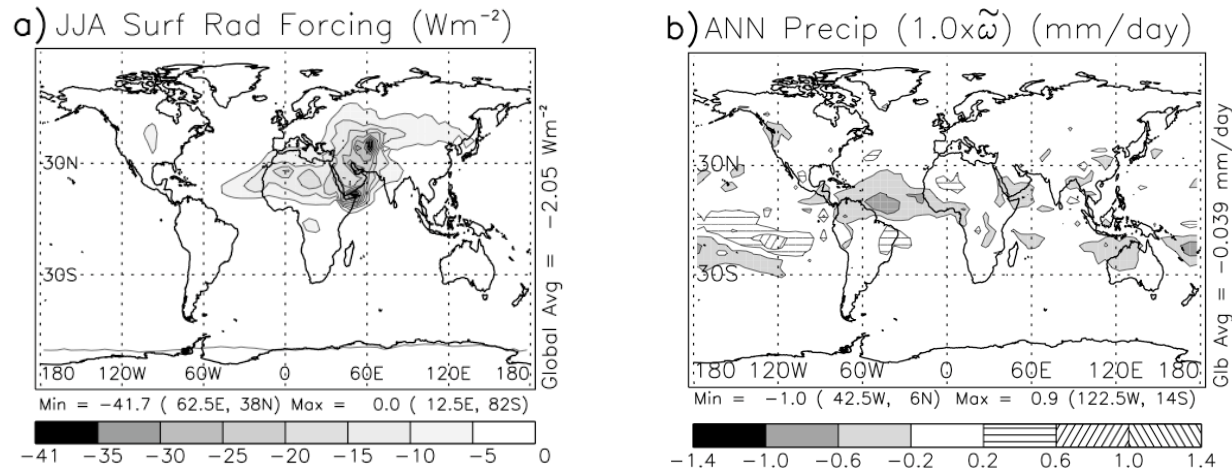 a) JJA Surf Rad Forcing (Wm⁻²)
30N
30S
180 120W 60W 0 60E 120E 180
Global Avg = −2.05 Wm⁻²
Min = −41.7 ( 62.5E, 38N) Max = 0.0 ( 12.5E, 82S)
−41 −35 −30 −25 −20 −15 −10 −5 0
b) ANN Precip (1.0x ω̃) (mm/day)
30N
30S
180 120W 60W 0 60E 120E 180
Glb Avg = −0.039 mm/day
Min = −1.0 ( 42.5W, 6N) Max = 0.9 (122.5W, 14S)
−1.4 −1.0 −0.6 −0.2 0.2 0.6 1.0 1.4